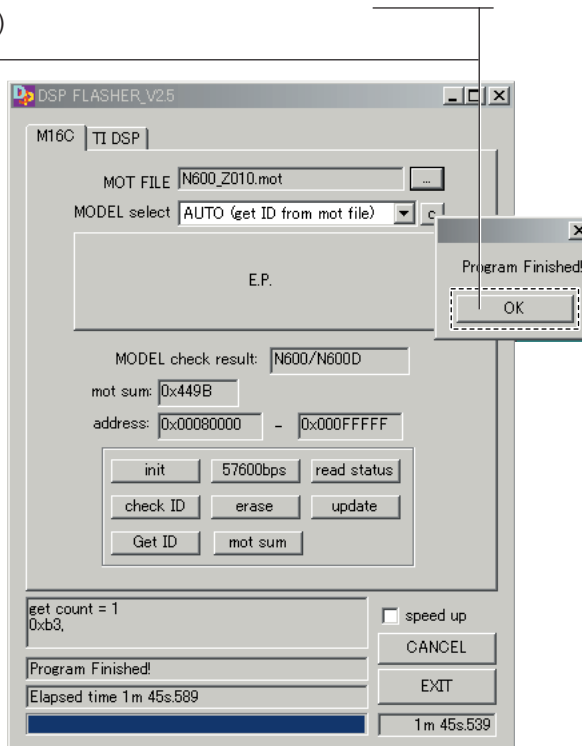 )
DSP FLASHER_V2.5
M16C TI DSP
MOT FILE N600_Z010.mot ...
MODEL select AUTO (get ID from mot file) c
E.P.
Program Finished!
OK
MODEL check result: N600/N600D
mot sum: 0x449B
address: 0x00080000 - 0x000FFFFF
init 57600bps read status
check ID erase update
Get ID mot sum
get count = 1
0xb3,
speed up
CANCEL
Program Finished!
EXIT
Elapsed time 1m 45s.589
1m 45s.539